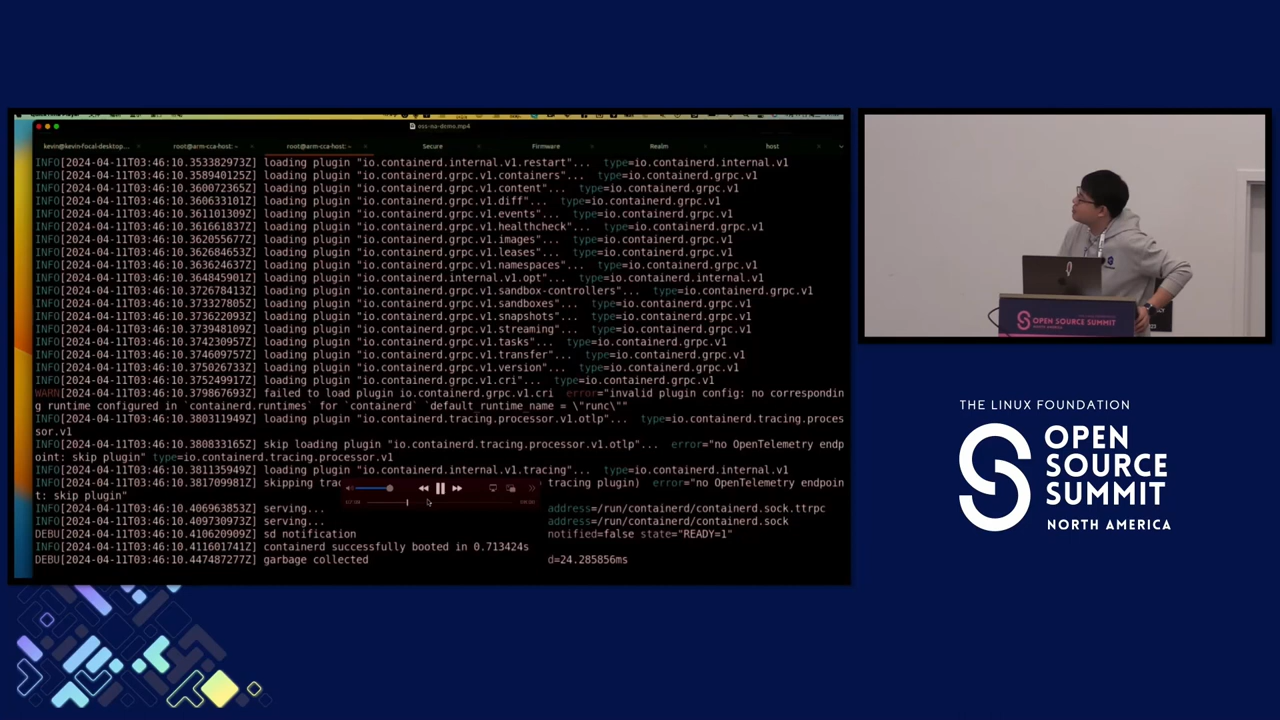 oss-na-demo.mp4
kevin@kevin-focal-desktop... root@arm-cca-host: ~ root@arm-cca-host: ~ Secure Firmware Realm host
INFO[2024-04-11T03:46:10.353382973Z] loading plugin "io.containerd.internal.v1.restart"... type=io.containerd.internal.v1
INFO[2024-04-11T03:46:10.358940125Z] loading plugin "io.containerd.grpc.v1.containers"... type=io.containerd.grpc.v1
INFO[2024-04-11T03:46:10.360072365Z] loading plugin "io.containerd.grpc.v1.content"... type=io.containerd.grpc.v1
INFO[2024-04-11T03:46:10.360633101Z] loading plugin "io.containerd.grpc.v1.diff"... type=io.containerd.grpc.v1
INFO[2024-04-11T03:46:10.361101309Z] loading plugin "io.containerd.grpc.v1.events"... type=io.containerd.grpc.v1
INFO[2024-04-11T03:46:10.361661837Z] loading plugin "io.containerd.grpc.v1.healthcheck"... type=io.containerd.grpc.v1
INFO[2024-04-11T03:46:10.362055677Z] loading plugin "io.containerd.grpc.v1.images"... type=io.containerd.grpc.v1
INFO[2024-04-11T03:46:10.362684653Z] loading plugin "io.containerd.grpc.v1.leases"... type=io.containerd.grpc.v1
INFO[2024-04-11T03:46:10.363624637Z] loading plugin "io.containerd.grpc.v1.namespaces"... type=io.containerd.grpc.v1
INFO[2024-04-11T03:46:10.364845901Z] loading plugin "io.containerd.internal.v1.opt"... type=io.containerd.internal.v1
INFO[2024-04-11T03:46:10.372678413Z] loading plugin "io.containerd.grpc.v1.sandbox-controllers"... type=io.containerd.grpc.v1
INFO[2024-04-11T03:46:10.373327805Z] loading plugin "io.containerd.grpc.v1.sandboxes"... type=io.containerd.grpc.v1
INFO[2024-04-11T03:46:10.373622093Z] loading plugin "io.containerd.grpc.v1.snapshots"... type=io.containerd.grpc.v1
INFO[2024-04-11T03:46:10.373948109Z] loading plugin "io.containerd.grpc.v1.streaming"... type=io.containerd.grpc.v1
INFO[2024-04-11T03:46:10.374230957Z] loading plugin "io.containerd.grpc.v1.tasks"... type=io.containerd.grpc.v1
INFO[2024-04-11T03:46:10.374609757Z] loading plugin "io.containerd.grpc.v1.transfer"... type=io.containerd.grpc.v1
INFO[2024-04-11T03:46:10.375026733Z] loading plugin "io.containerd.grpc.v1.version"... type=io.containerd.grpc.v1
INFO[2024-04-11T03:46:10.375249917Z] loading plugin "io.containerd.grpc.v1.cri"... type=io.containerd.grpc.v1
WARN[2024-04-11T03:46:10.379867693Z] failed to load plugin io.containerd.grpc.v1.cri error="invalid plugin config: no correspondin
g runtime configured in `containerd.runtimes` for `containerd` `default_runtime_name = \"runc\""
INFO[2024-04-11T03:46:10.380311949Z] loading plugin "io.containerd.tracing.processor.v1.otlp"... type=io.containerd.tracing.proces
sor.v1
INFO[2024-04-11T03:46:10.380833165Z] skip loading plugin "io.containerd.tracing.processor.v1.otlp"... error="no OpenTelemetry endp
oint: skip plugin" type=io.containerd.tracing.processor.v1
INFO[2024-04-11T03:46:10.381135949Z] loading plugin "io.containerd.internal.v1.tracing"... type=io.containerd.internal.v1
INFO[2024-04-11T03:46:10.381709981Z] skipping trac tracing plugin) error="no OpenTelemetry endpoin
t: skip plugin"
INFO[2024-04-11T03:46:10.406963853Z] serving... address=/run/containerd/containerd.sock.ttrpc
INFO[2024-04-11T03:46:10.409730973Z] serving... address=/run/containerd/containerd.sock
DEBU[2024-04-11T03:46:10.410620909Z] sd notification notified=false state="READY=1"
INFO[2024-04-11T03:46:10.411601741Z] containerd successfully booted in 0.713424s
DEBU[2024-04-11T03:46:10.447487277Z] garbage collected d=24.285856ms
OPEN SOURCE SUMMIT
THE LINUX FOUNDATION
OPEN
SOURCE
SUMMIT
NORTH AMERICA